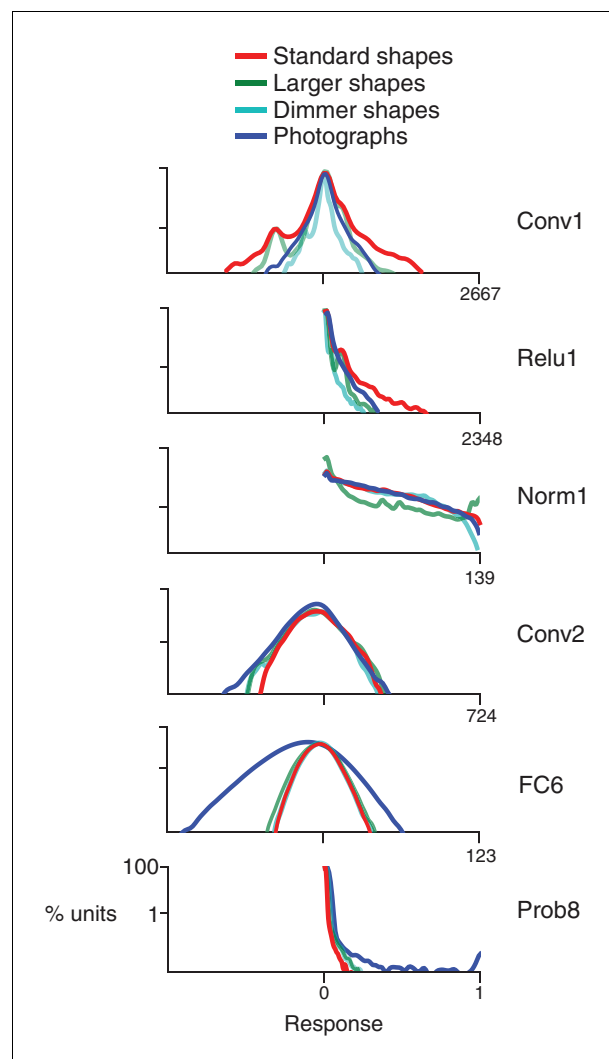 Standard shapes
Larger shapes
Dimmer shapes
Photographs
Conv1
2667
Relu1
2348
Norm1
139
Conv2
724
FC6
123
100
Prob8
% units
1
0
1
Response